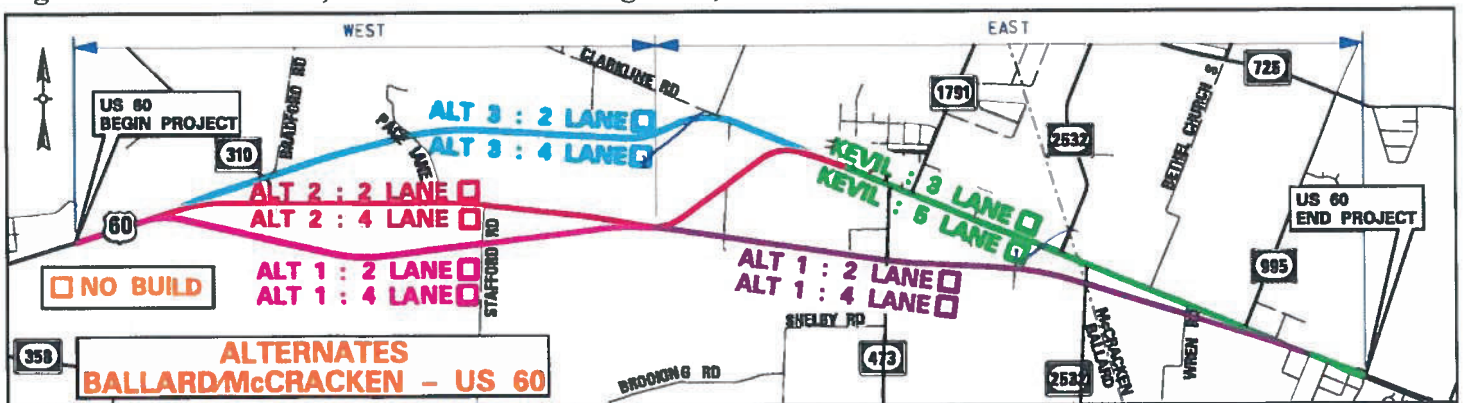 WEST
EAST
US 60
BEGIN PROJECT
310
BRADFORD RD
PACE LANE
CLARKLINE RD
ALT 3 : 2 LANE
ALT 3 : 4 LANE
1791
2532
BETHEL CHURCH
725
60
ALT 2 : 2 LANE
ALT 2 : 4 LANE
KEVIL : 3 LANE
KEVIL : 5 LANE
US 60
END PROJECT
NO BUILD
ALT 1 : 2 LANE
ALT 1 : 4 LANE
STAFFORD RD
ALT 1 : 2 LANE
ALT 1 : 4 LANE
995
358
ALTERNATES
BALLARD/McCRACKEN - US 60
BROOKING RD
SHELBY RD
473
2532
McCRACKEN
BALLARD
WREN RD